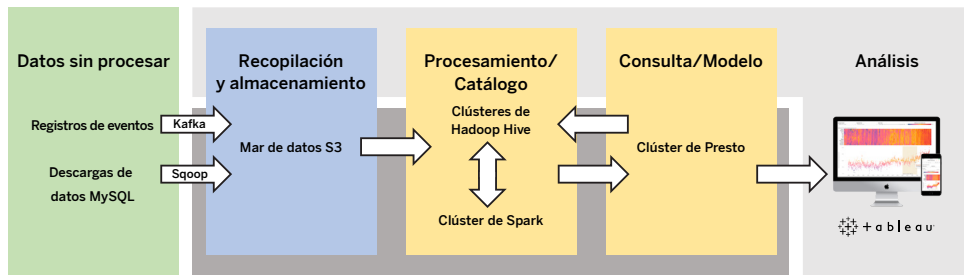 Datos sin procesar
Registros de eventos
Kafka
Descargas de
datos MySQL
Sqoop
Recopilación
y almacenamiento
Mar de datos S3
Procesamiento/
Catálogo
Clústeres de
Hadoop Hive
Clúster de Spark
Consulta/Modelo
Clúster de Presto
Análisis
+ a b l e a u